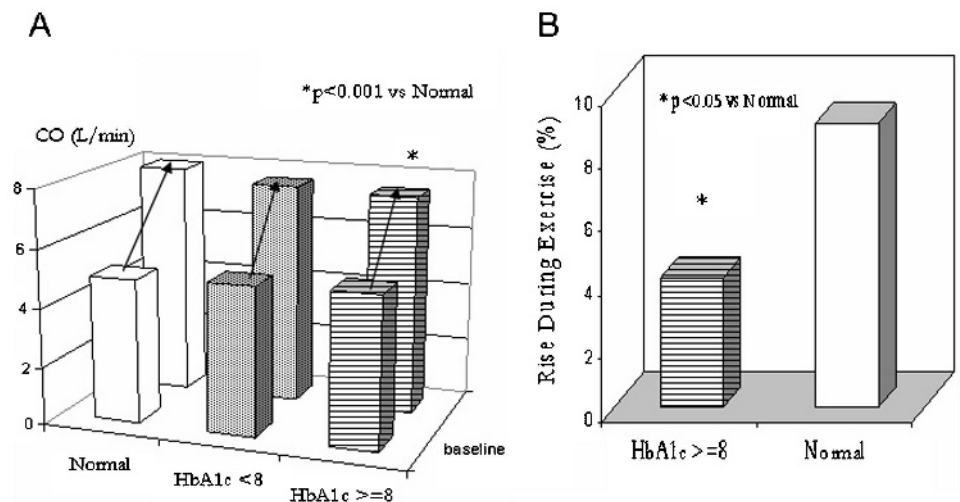 A
*p<0.001 vs Normal
CO (L/min)
*
8
6
4
2
0
baseline
Normal
HbA1c <8
HbA1c >=8
B
*p<0.05 vs Normal
*
Rise During Exercise (%)
10
8
6
4
2
0
HbA1c >=8
Normal